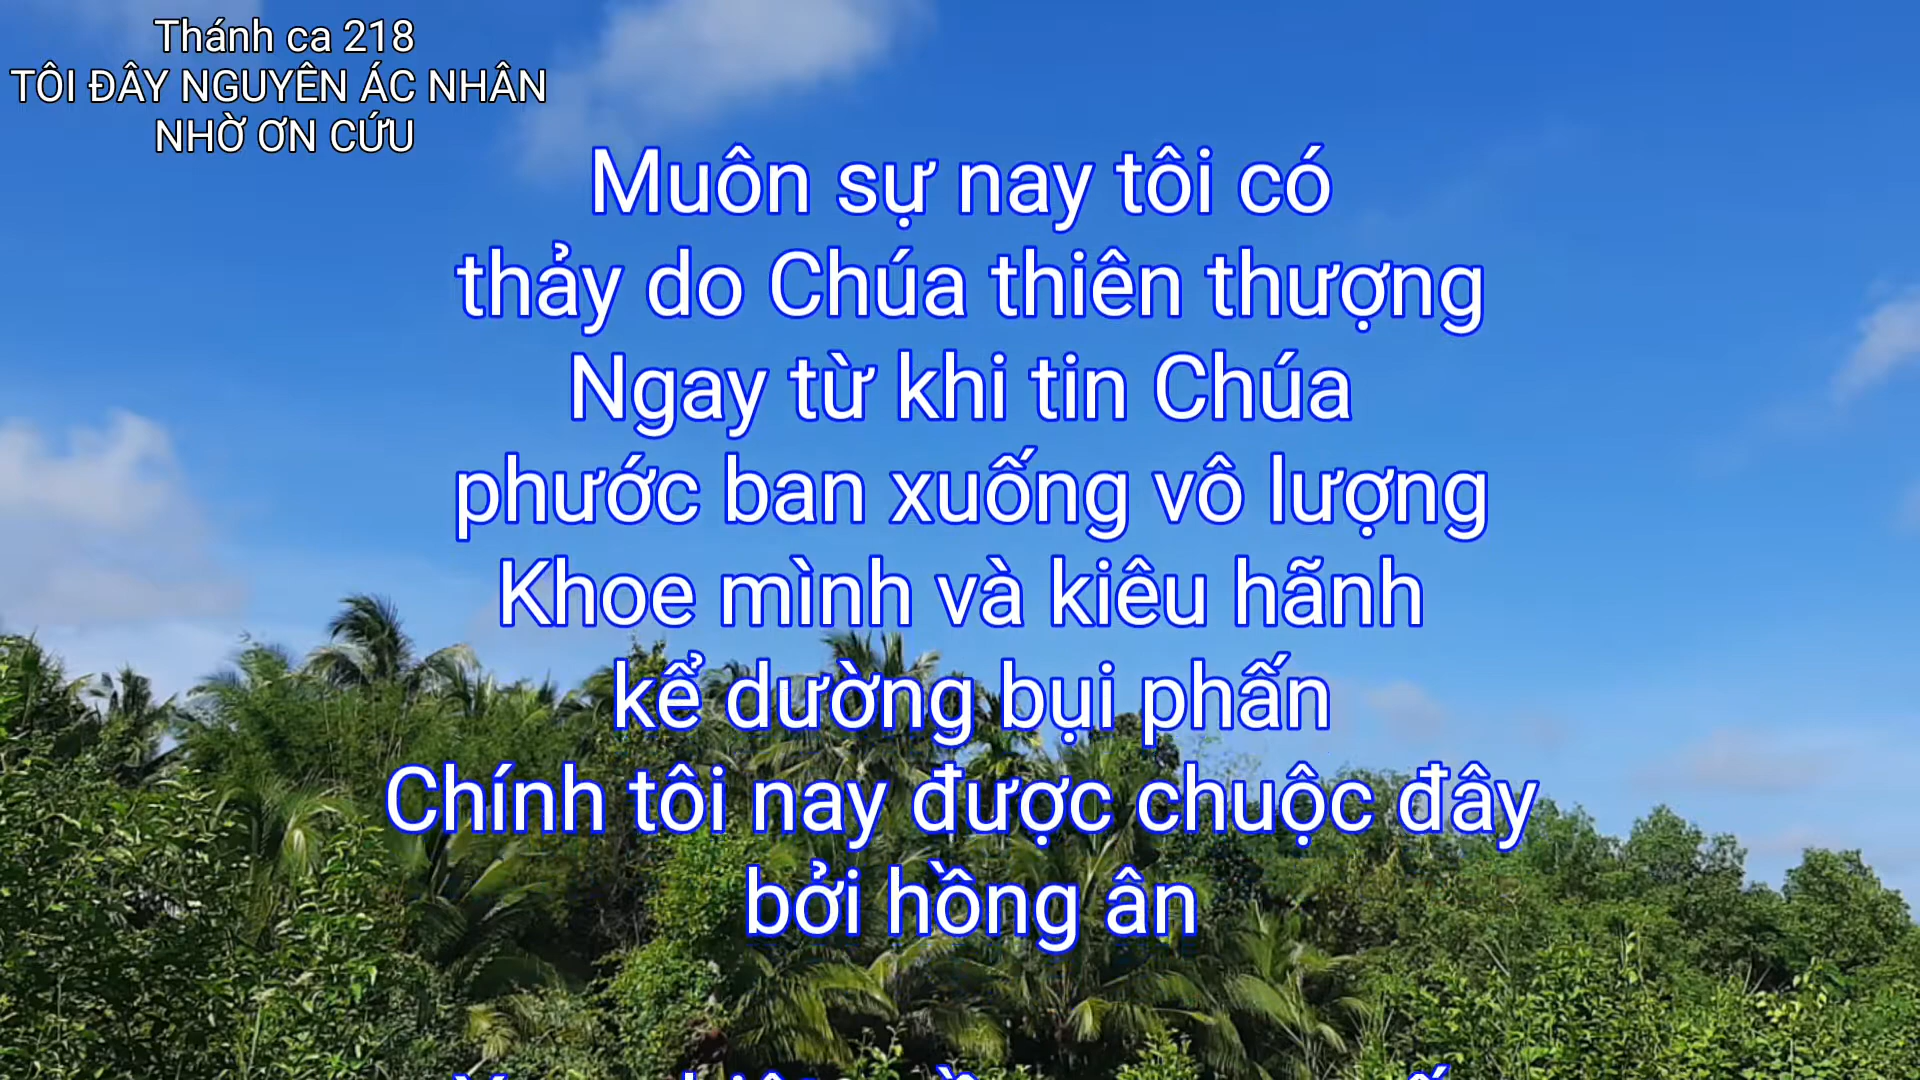 Thánh ca 218
TÔI ĐÂY NGUYÊN ÁC NHÂN
NHỜ ƠN CỨU
Muôn sự nay tôi có
thảy do Chúa thiên thượng
Ngay từ khi tin Chúa
phước ban xuống vô lượng
Khoe mình và kiêu hãnh
kể dường bụi phấn
Chính tôi nay được chuộc đây
bởi hồng ân